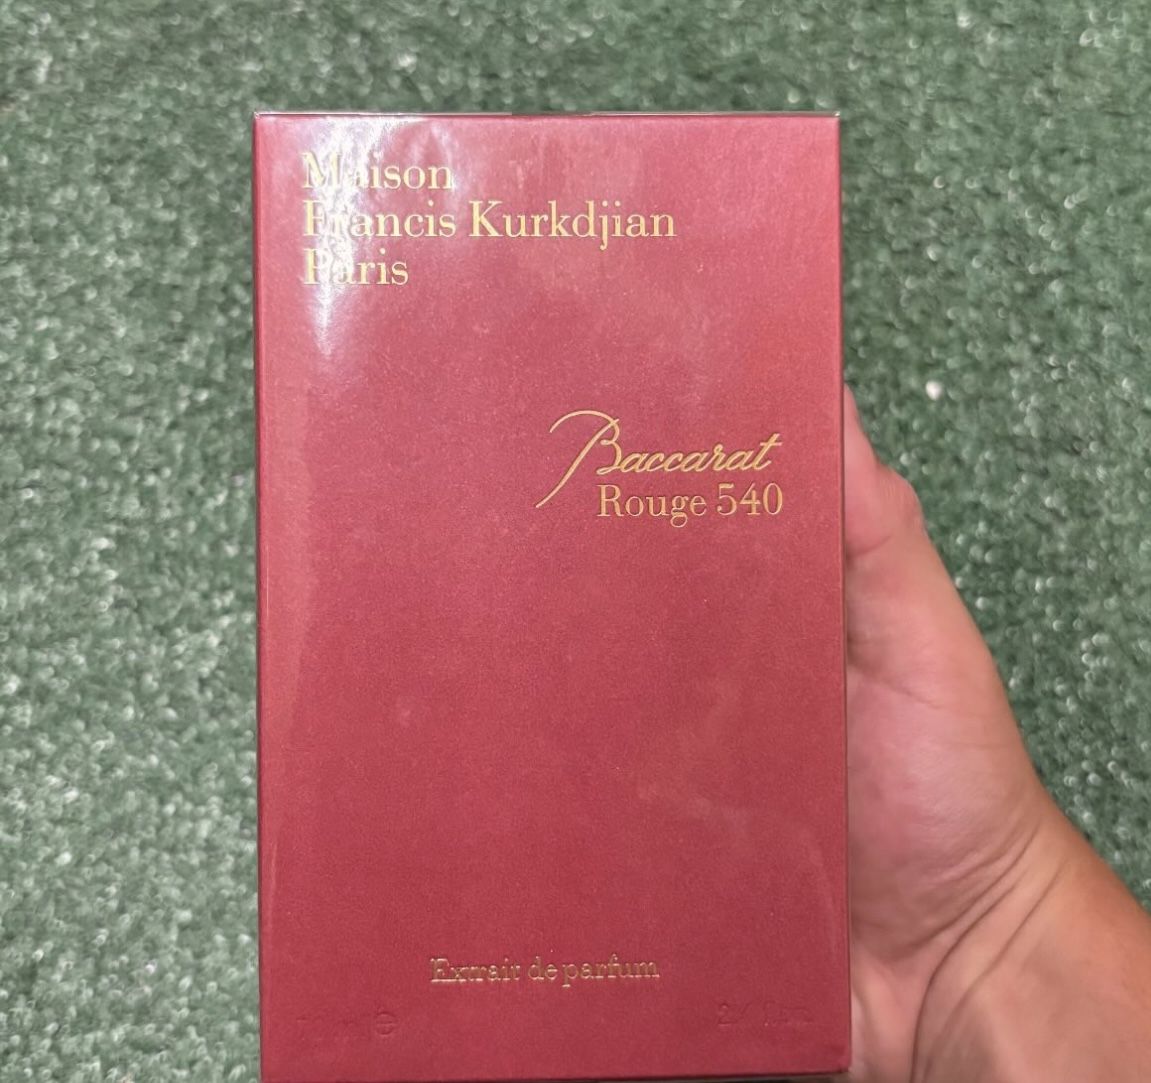 Maison
Francis Kurkdjian
Paris
Baccarat
Rouge 540
Extrait de parfum